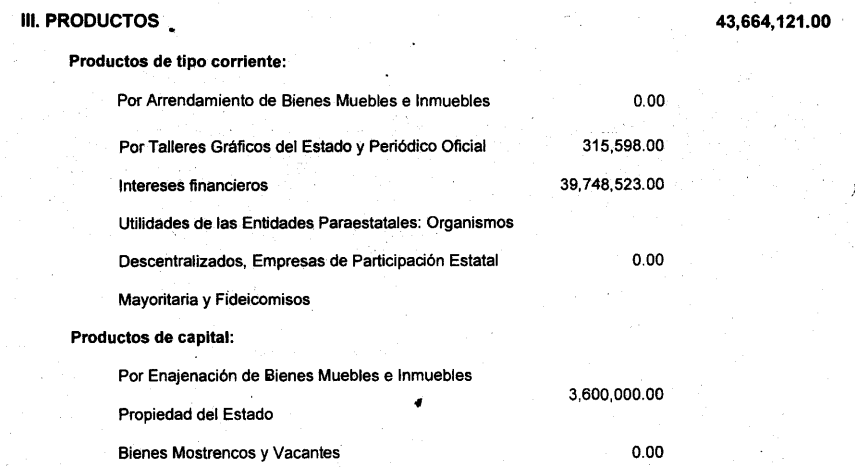 III. PRODUCTOS 43,664,121.00
Productos de tipo corriente:
Por Arrendamiento de Bienes Muebles e Inmuebles 0.00
Por Talleres Gráficos del Estado y Periódico Oficial 315,598.00
Intereses financieros 39,748,523.00
Utilidades de las Entidades Paraestatales: Organismos
Descentralizados, Empresas de Participación Estatal 0.00
Mayoritaria y Fideicomisos
Productos de capital:
Por Enajenación de Bienes Muebles e Inmuebles
3,600,000.00
Propiedad del Estado
Bienes Mostrencos y Vacantes 0.00